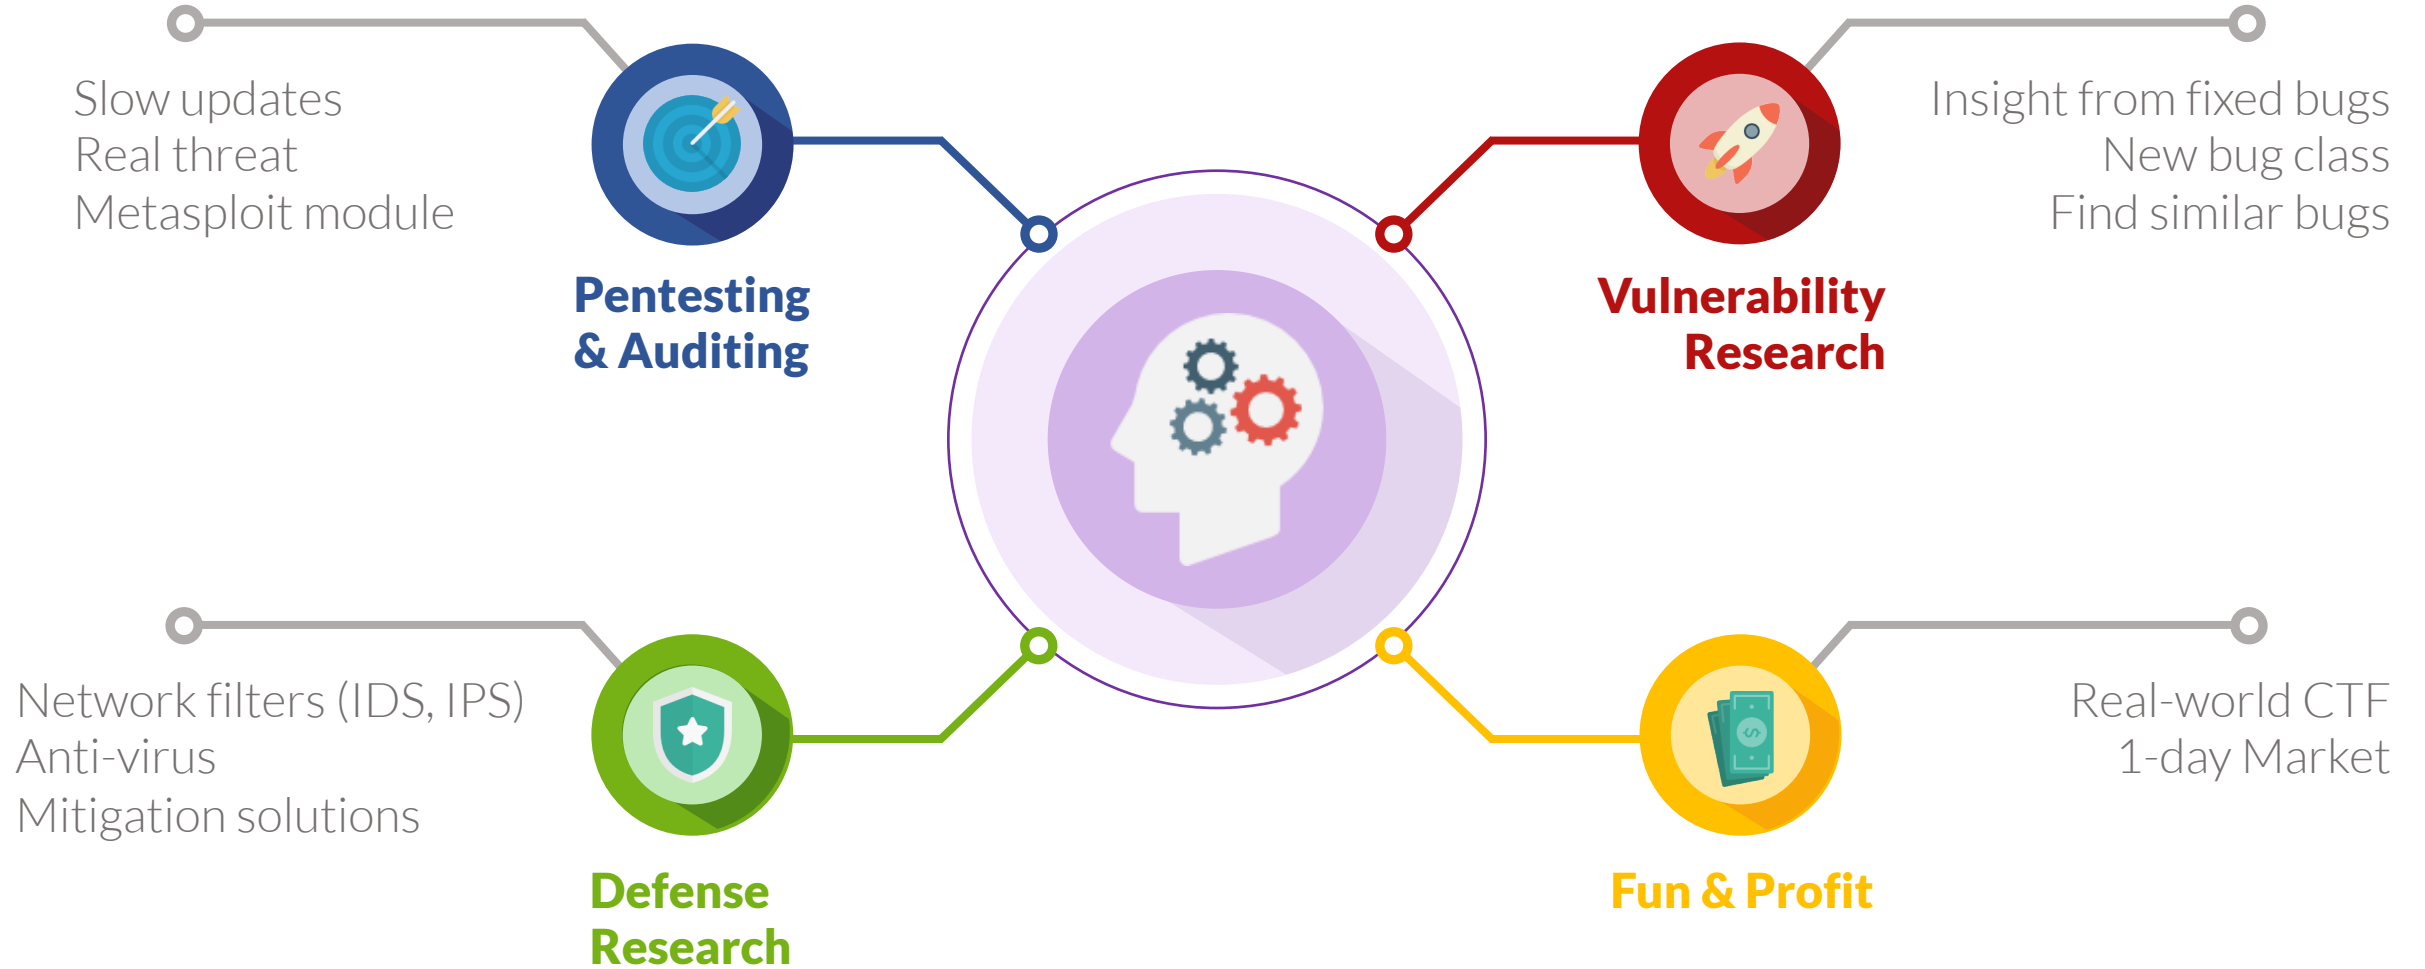 Slow updates
Real threat
Metasploit module
Pentesting
& Auditing
Insight from fixed bugs
New bug class
Find similar bugs
Vulnerability
Research
Network filters (IDS, IPS)
Anti-virus
Mitigation solutions
Defense
Research
Real-world CTF
1-day Market
Fun & Profit